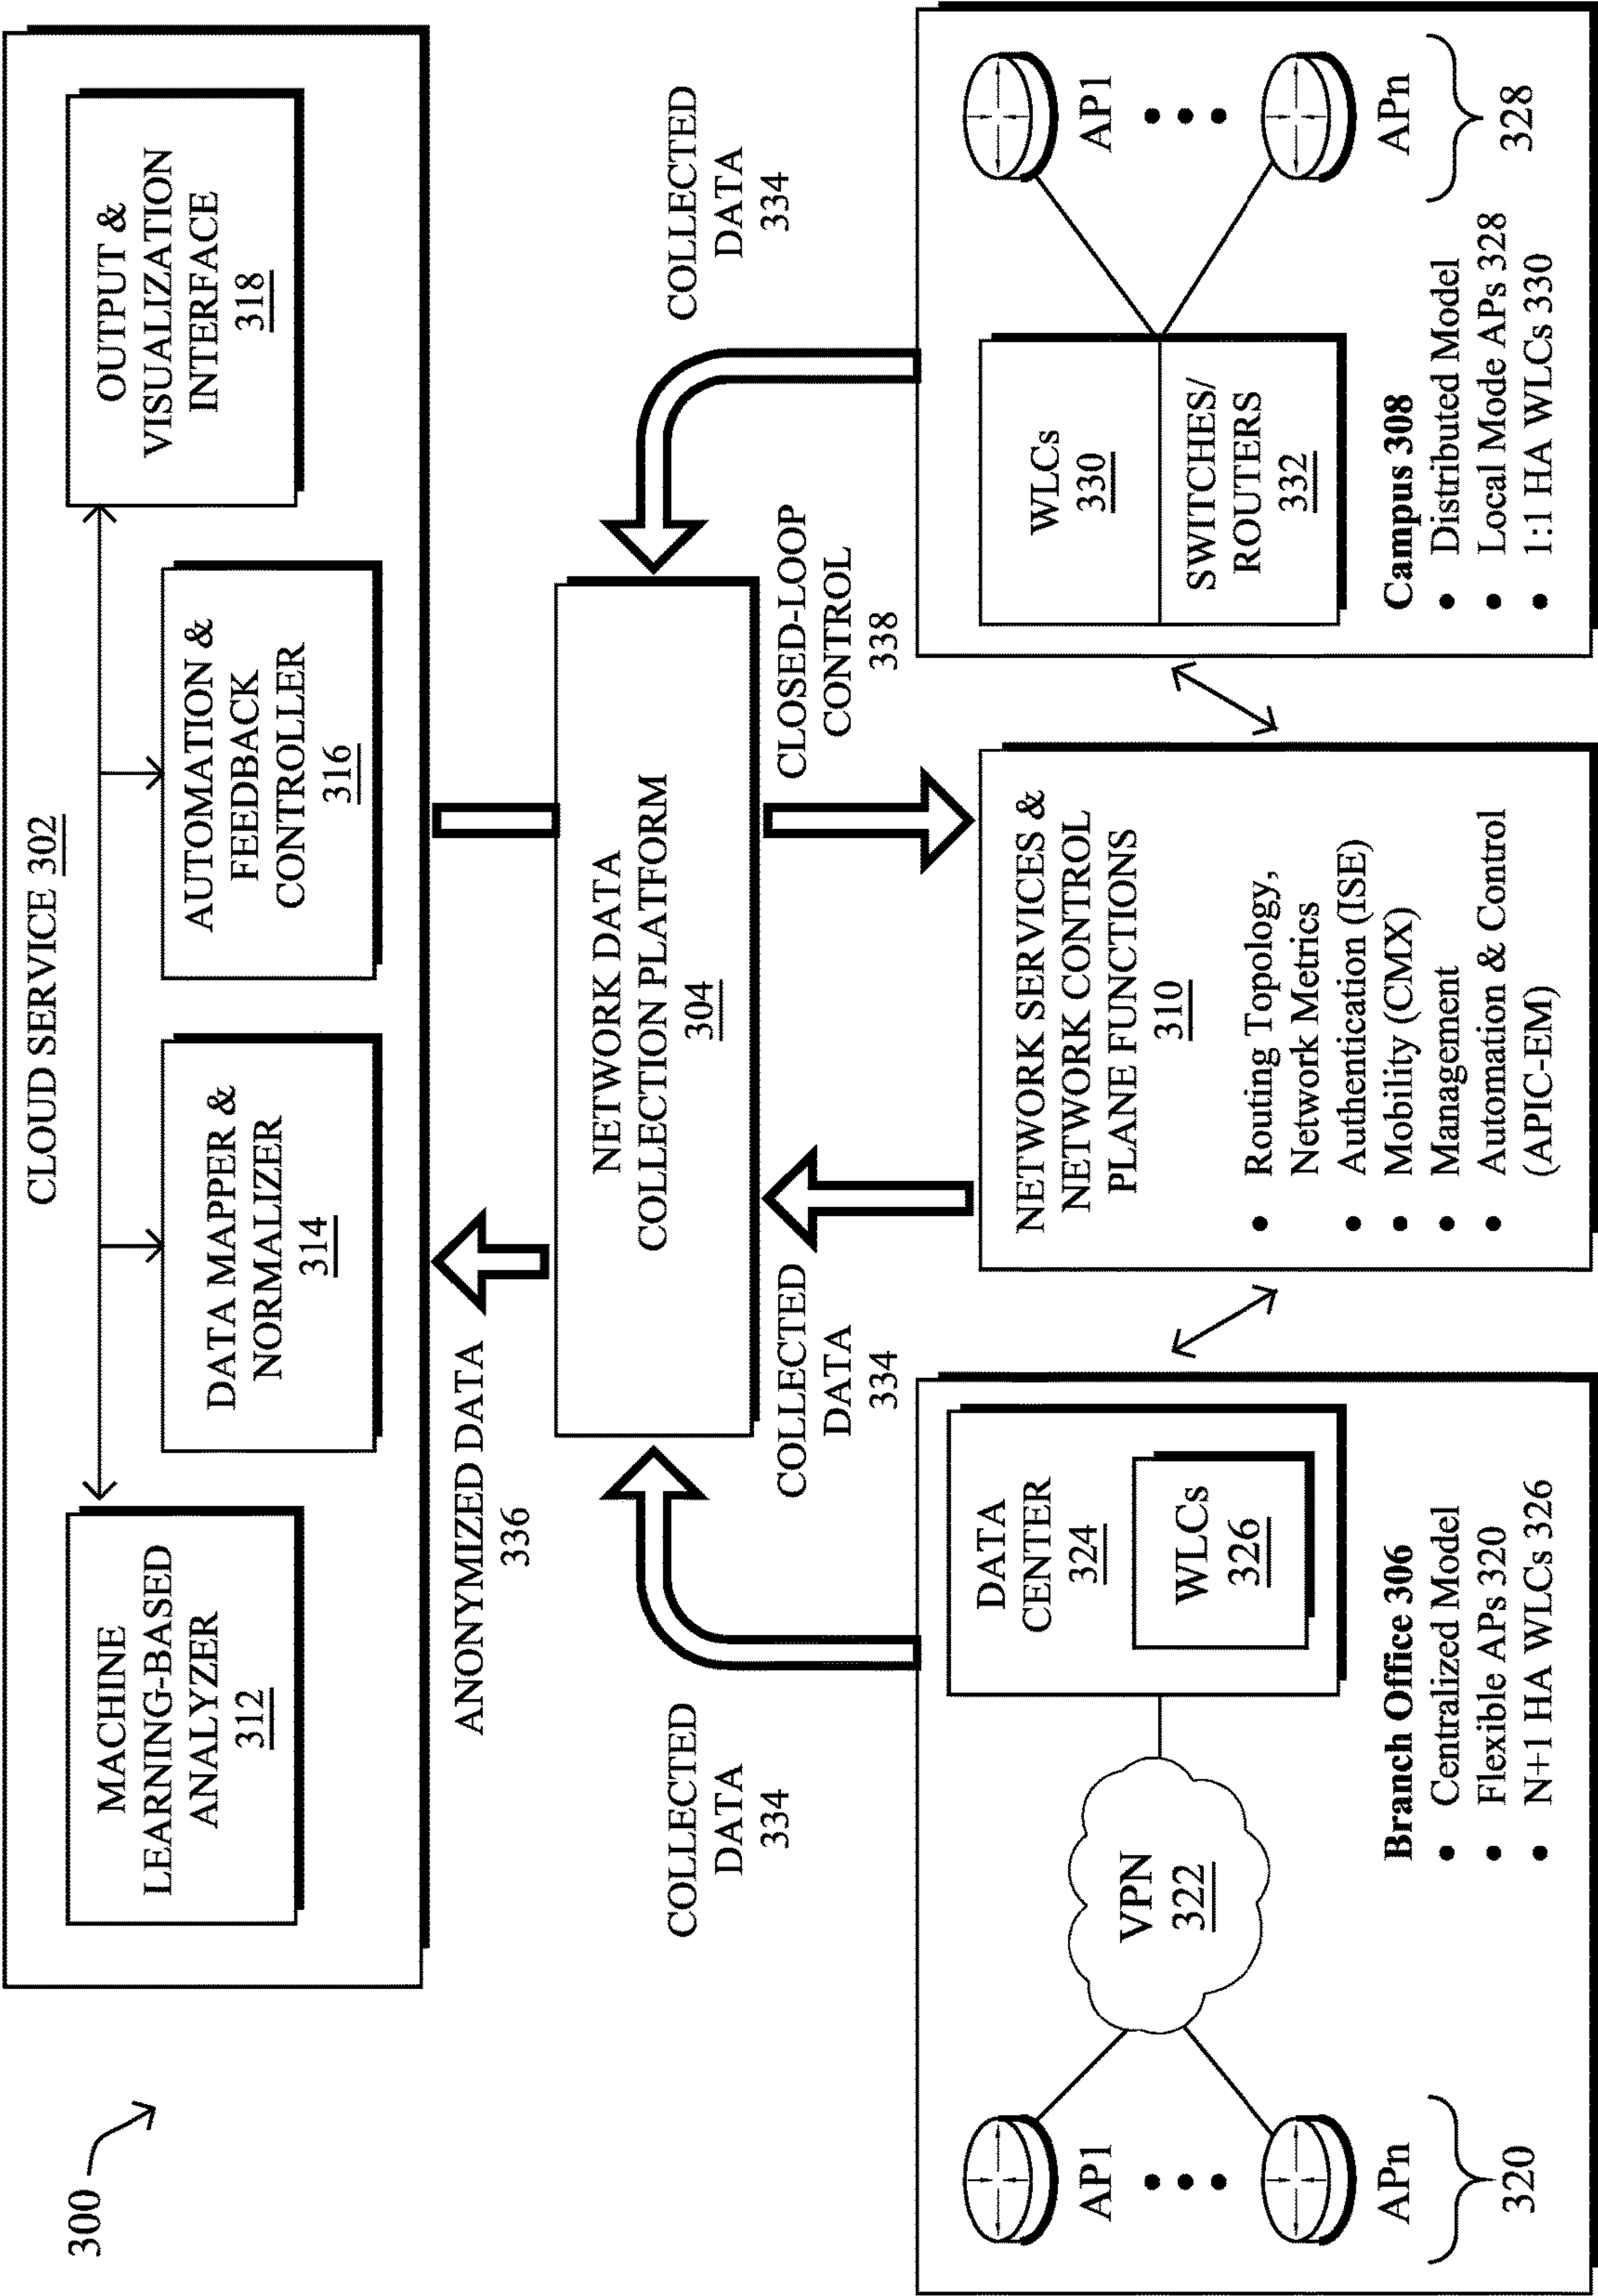 300
CLOUD SERVICE 302
MACHINE
LEARNING-BASED
ANALYZER
312
DATA MAPPER &
NORMALIZER
314
AUTOMATION &
FEEDBACK
CONTROLLER
316
OUTPUT &
VISUALIZATION
INTERFACE
318
ANONYMIZED DATA
336
NETWORK DATA
COLLECTION PLATFORM
304
COLLECTED
DATA
334
COLLECTED
DATA
334
CLOSED-LOOP
CONTROL
338
COLLECTED
DATA
334
AP1
APn
320
VPN
322
DATA
CENTER
324
WLCs
326
Branch Office 306
• Centralized Model
• Flexible APs 320
• N+1 HA WLCs 326
NETWORK SERVICES &
NETWORK CONTROL
PLANE FUNCTIONS
310
• Routing Topology,
Network Metrics
• Authentication (ISE)
• Mobility (CMX)
• Management
• Automation & Control
(APIC-EM)
WLCs
330
SWITCHES/
ROUTERS
332
AP1
APn
328
Campus 308
• Distributed Model
• Local Mode APs 328
• 1:1 HA WLCs 330